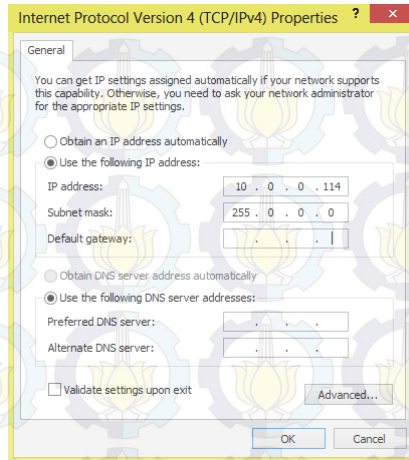 Internet Protocol Version 4 (TCP/IPv4) Properties ? ×
General
You can get IP settings assigned automatically if your network supports
this capability. Otherwise, you need to ask your network administrator
for the appropriate IP settings.
Obtain an IP address automatically
Use the following IP address:
IP address: 10 . 0 . 0 . 114
Subnet mask: 255 . 0 . 0 . 0
Default gateway: . . .
Obtain DNS server address automatically
Use the following DNS server addresses:
Preferred DNS server: . . .
Alternate DNS server: . . .
Validate settings upon exit
Advanced...
OK Cancel